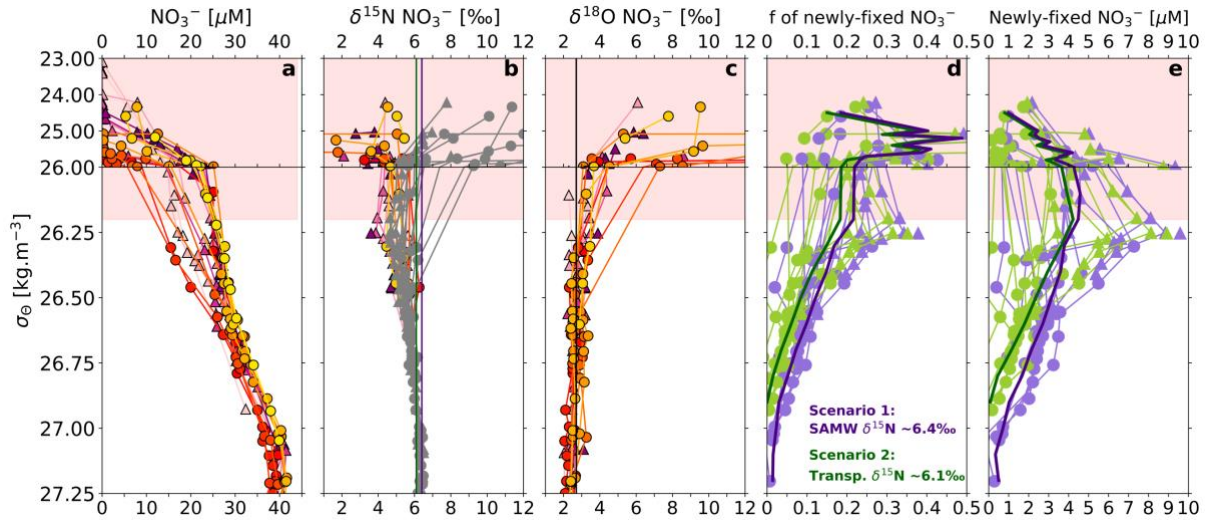 NO₃⁻ [μM]
δ¹⁵N NO₃⁻ [‰]
δ¹⁸O NO₃⁻ [‰]
f of newly-fixed NO₃⁻
Newly-fixed NO₃⁻ [μM]
0 10 20 30 40
2 4 6 8 10 12
2 4 6 8 10 12
0 0.1 0.2 0.3 0.4 0.5
0 1 2 3 4 5 6 7 8 9 10
a
b
c
d
e
23.00
24.00
25.00
26.00
26.25
26.50
26.75
27.00
27.25
σΘ [kg.m⁻³]
Scenario 1:
SAMW δ¹⁵N ~6.4‰
Scenario 2:
Transp. δ¹⁵N ~6.1‰
0 10 20 30 40
2 4 6 8 10 12
2 4 6 8 10 12
0 0.1 0.2 0.3 0.4 0.5
0 1 2 3 4 5 6 7 8 9 10